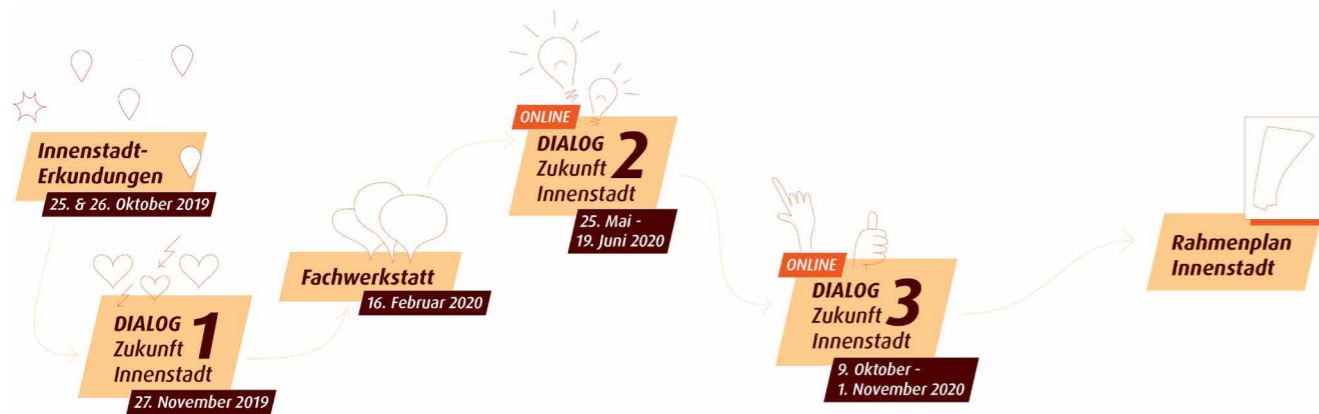 Innenstadt-
Erkundungen
25. & 26. Oktober 2019
DIALOG
Zukunft
Innenstadt
1
27. November 2019
Fachwerkstatt
16. Februar 2020
ONLINE
DIALOG
Zukunft
Innenstadt
2
25. Mai -
19. Juni 2020
ONLINE
DIALOG
Zukunft
Innenstadt
3
9. Oktober -
1. November 2020
Rahmenplan
Innenstadt